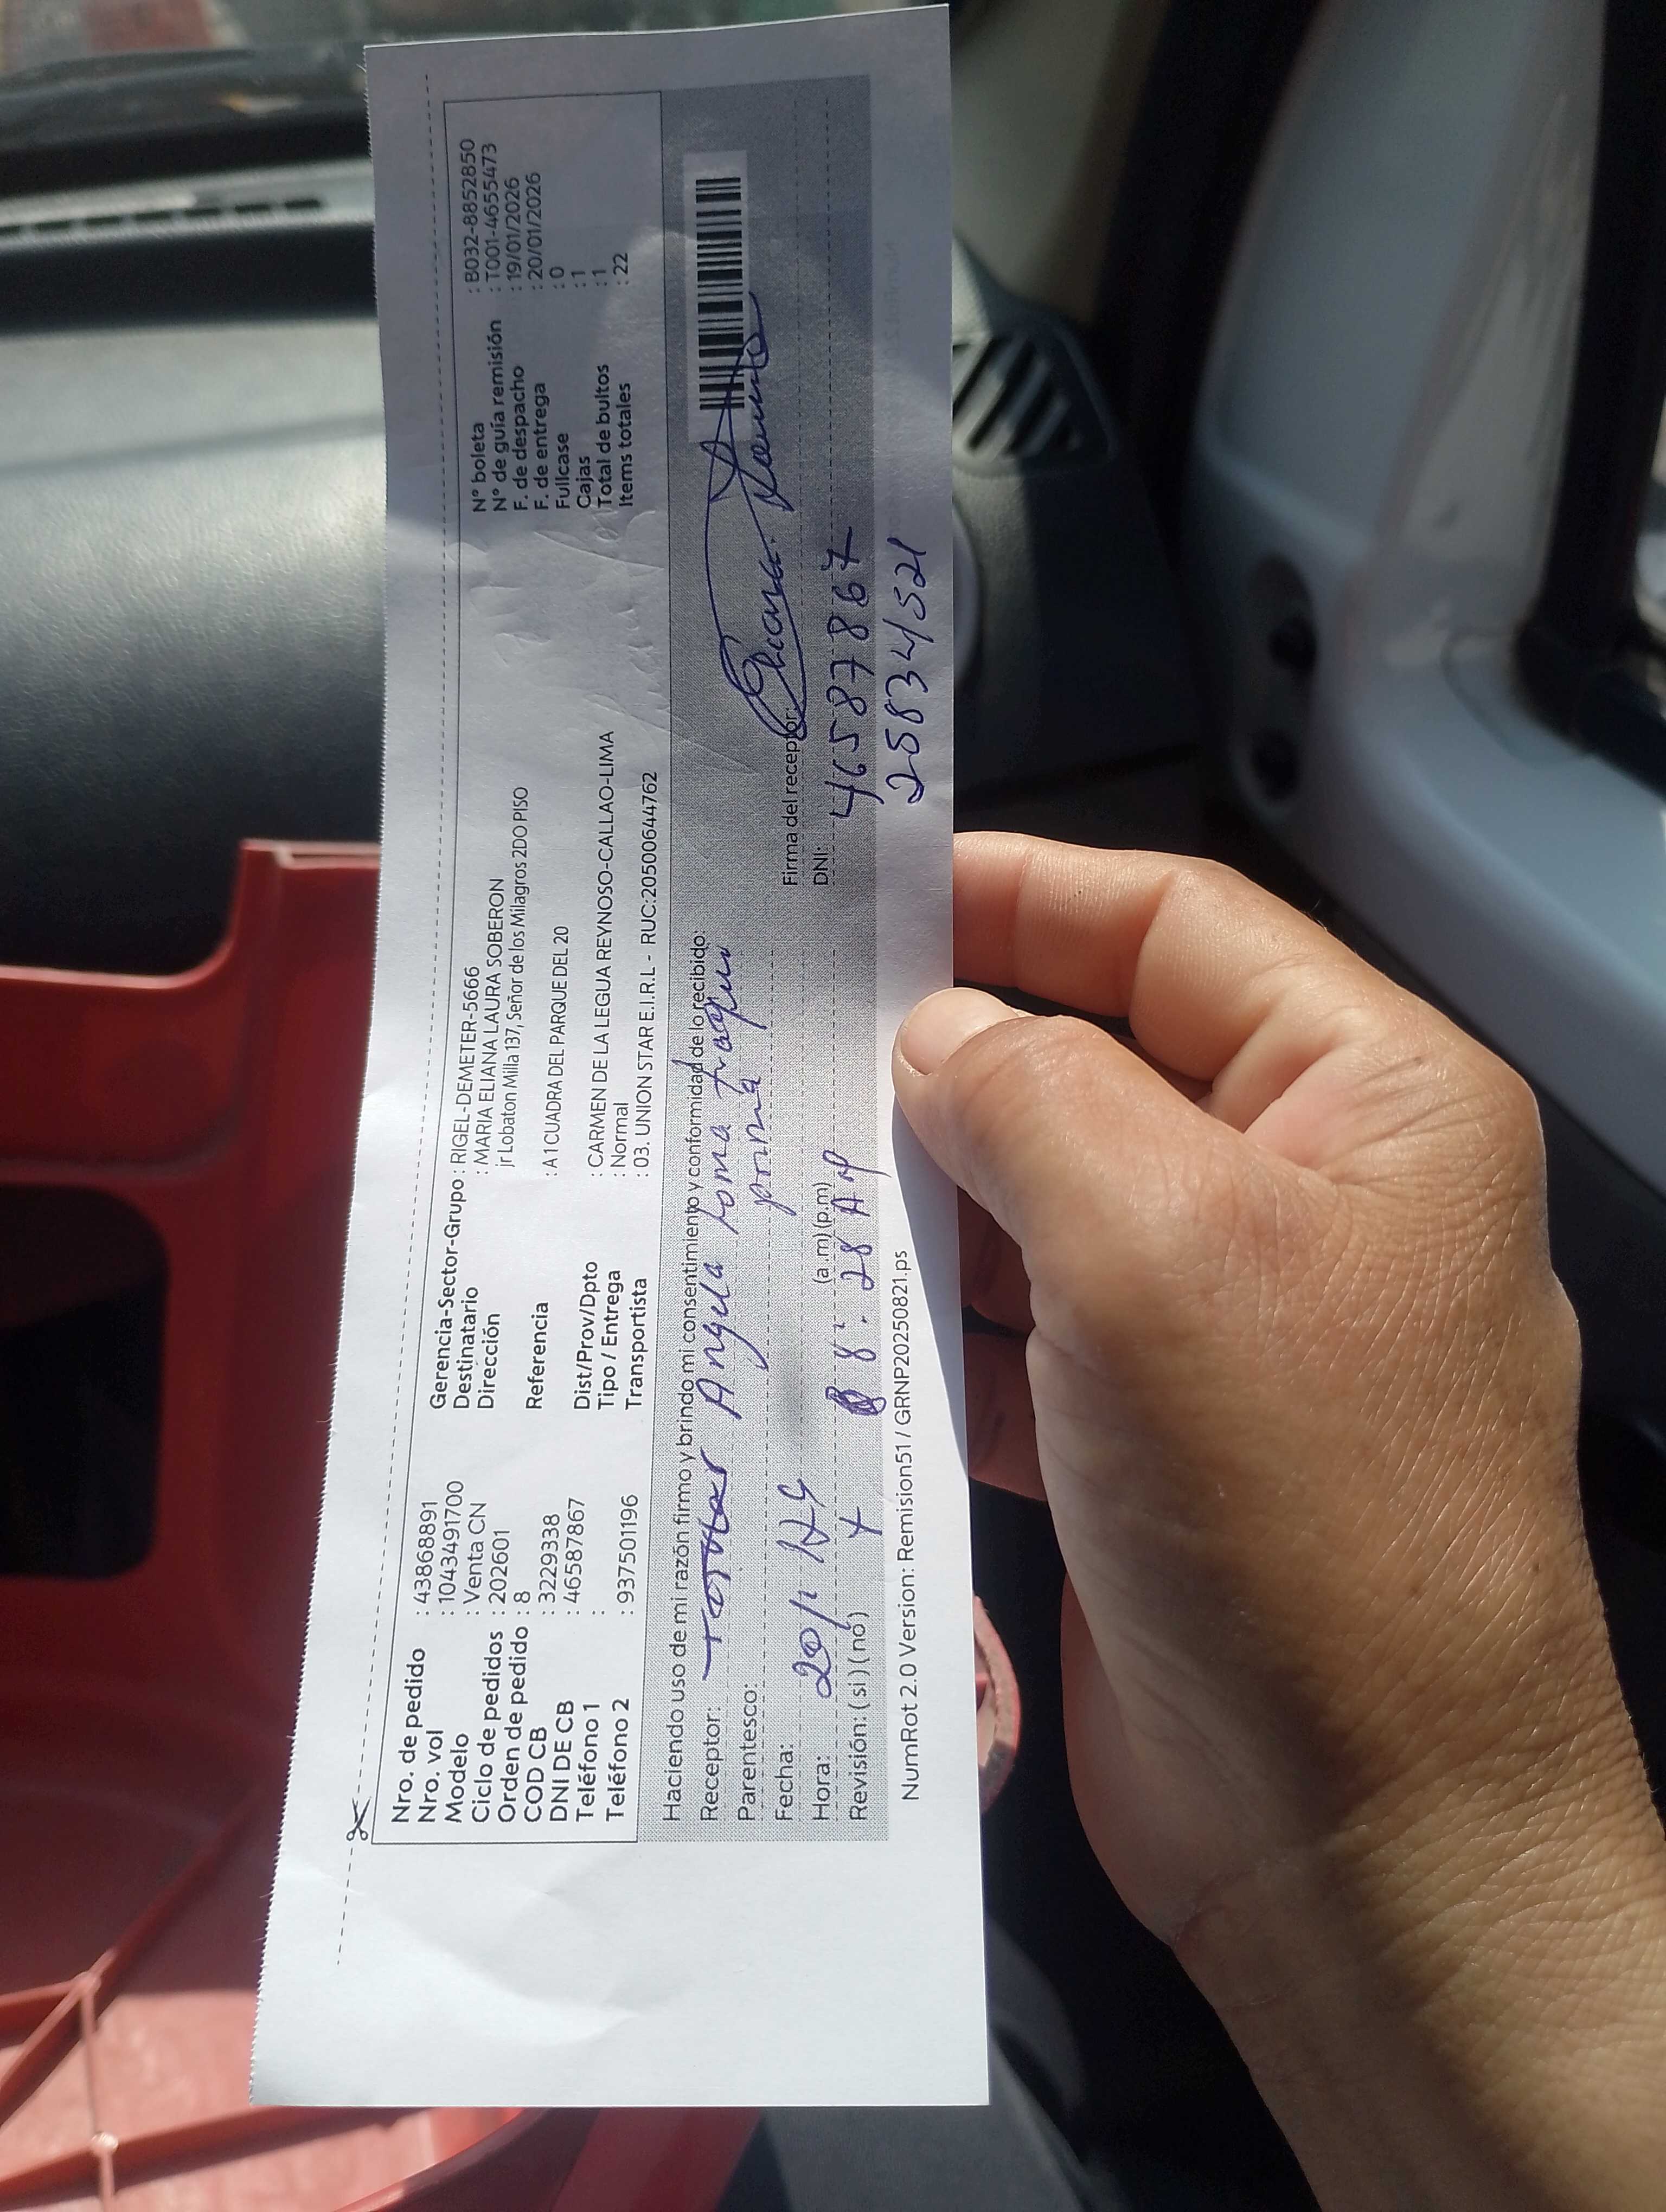 Nro. de pedido : 43868891
Nro. vol : 1043491700
Modelo : Venta CN
Ciclo de pedidos : 202601
Orden de pedido : 8
COD CB : 3229338
DNI DE CB : 46587867
Teléfono 1 :
Teléfono 2 : 937501196
Gerencia-Sector-Grupo : RIGEL-DEMETER-5666
Destinatario : MARIA ELIANA LAURA SOBERON
Dirección jr Lobaton Milla 137, Señor de los Milagros 2DO PISO
Referencia : A 1 CUADRA DEL PARQUE DEL 20
Dist/Prov/Dpto : CARMEN DE LA LEGUA REYNOSO-CALLAO-LIMA
Tipo / Entrega : Normal
Transportista : 03. UNION STAR E.I.R.L - RUC:20500644762
N° boleta : B032-8852850
N° de guía remisión : T001-4655473
F. de despacho : 19/01/2026
F. de entrega : 20/01/2026
Fullcase : 0
Cajas : 1
Total de bultos : 1
Items totales : 22
Haciendo uso de mi razón firmo y brindo mi consentimiento y conformidad de lo recibido:
Receptor: Angela
Parentesco:
Fecha:
Hora: 8:28 (a.m) (p.m)
Revisión: ( si ) ( no )
Firma del receptor:
DNI: 46587867
25834521
NumRot 2.0 Version: Remision51 / GRNP20250821.ps